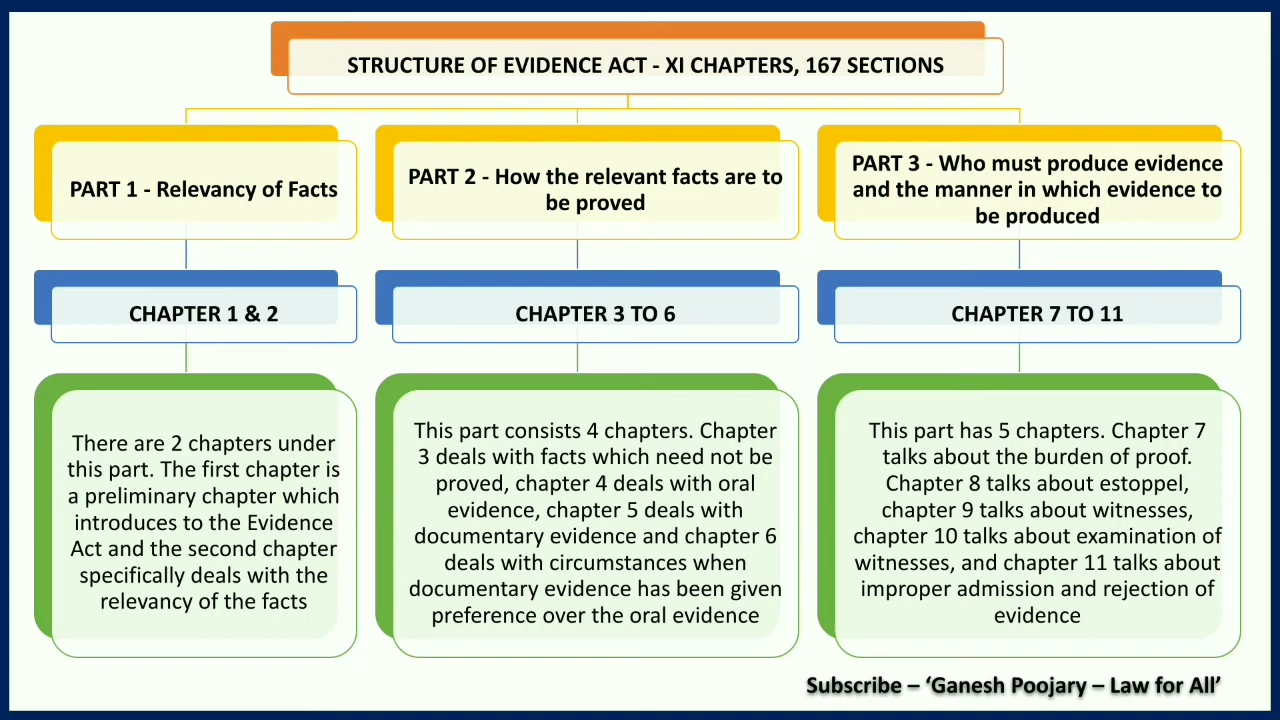 STRUCTURE OF EVIDENCE ACT - XI CHAPTERS, 167 SECTIONS
PART 1 - Relevancy of Facts
PART 2 - How the relevant facts are to
be proved
PART 3 - Who must produce evidence
and the manner in which evidence to
be produced
CHAPTER 1 & 2
CHAPTER 3 TO 6
CHAPTER 7 TO 11
There are 2 chapters under
this part. The first chapter is
a preliminary chapter which
introduces to the Evidence
Act and the second chapter
specifically deals with the
relevancy of the facts
This part consists 4 chapters. Chapter
3 deals with facts which need not be
proved, chapter 4 deals with oral
evidence, chapter 5 deals with
documentary evidence and chapter 6
deals with circumstances when
documentary evidence has been given
preference over the oral evidence
This part has 5 chapters. Chapter 7
talks about the burden of proof.
Chapter 8 talks about estoppel,
chapter 9 talks about witnesses,
chapter 10 talks about examination of
witnesses, and chapter 11 talks about
improper admission and rejection of
evidence
Subscribe – ‘Ganesh Poojary – Law for All’